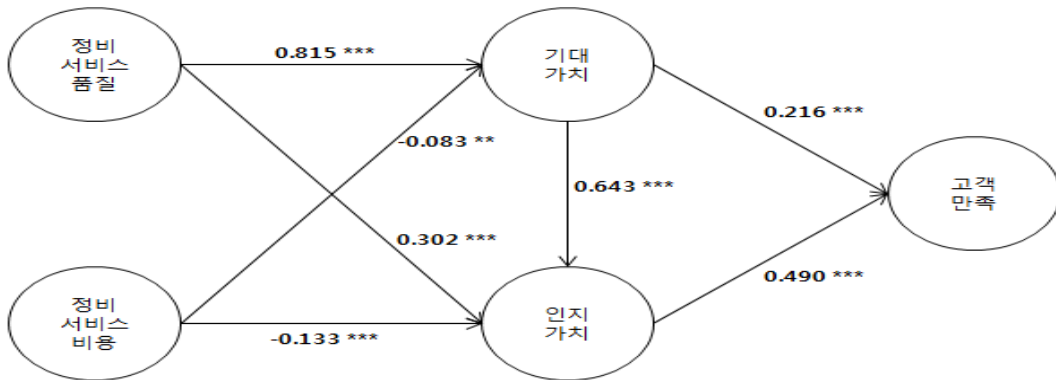 정비
서비스
품질
0.815 ***
기대
가치
0.216 ***
-0.083 **
0.643 ***
고객
만족
0.302 ***
0.490 ***
정비
서비스
비용
-0.133 ***
인지
가치